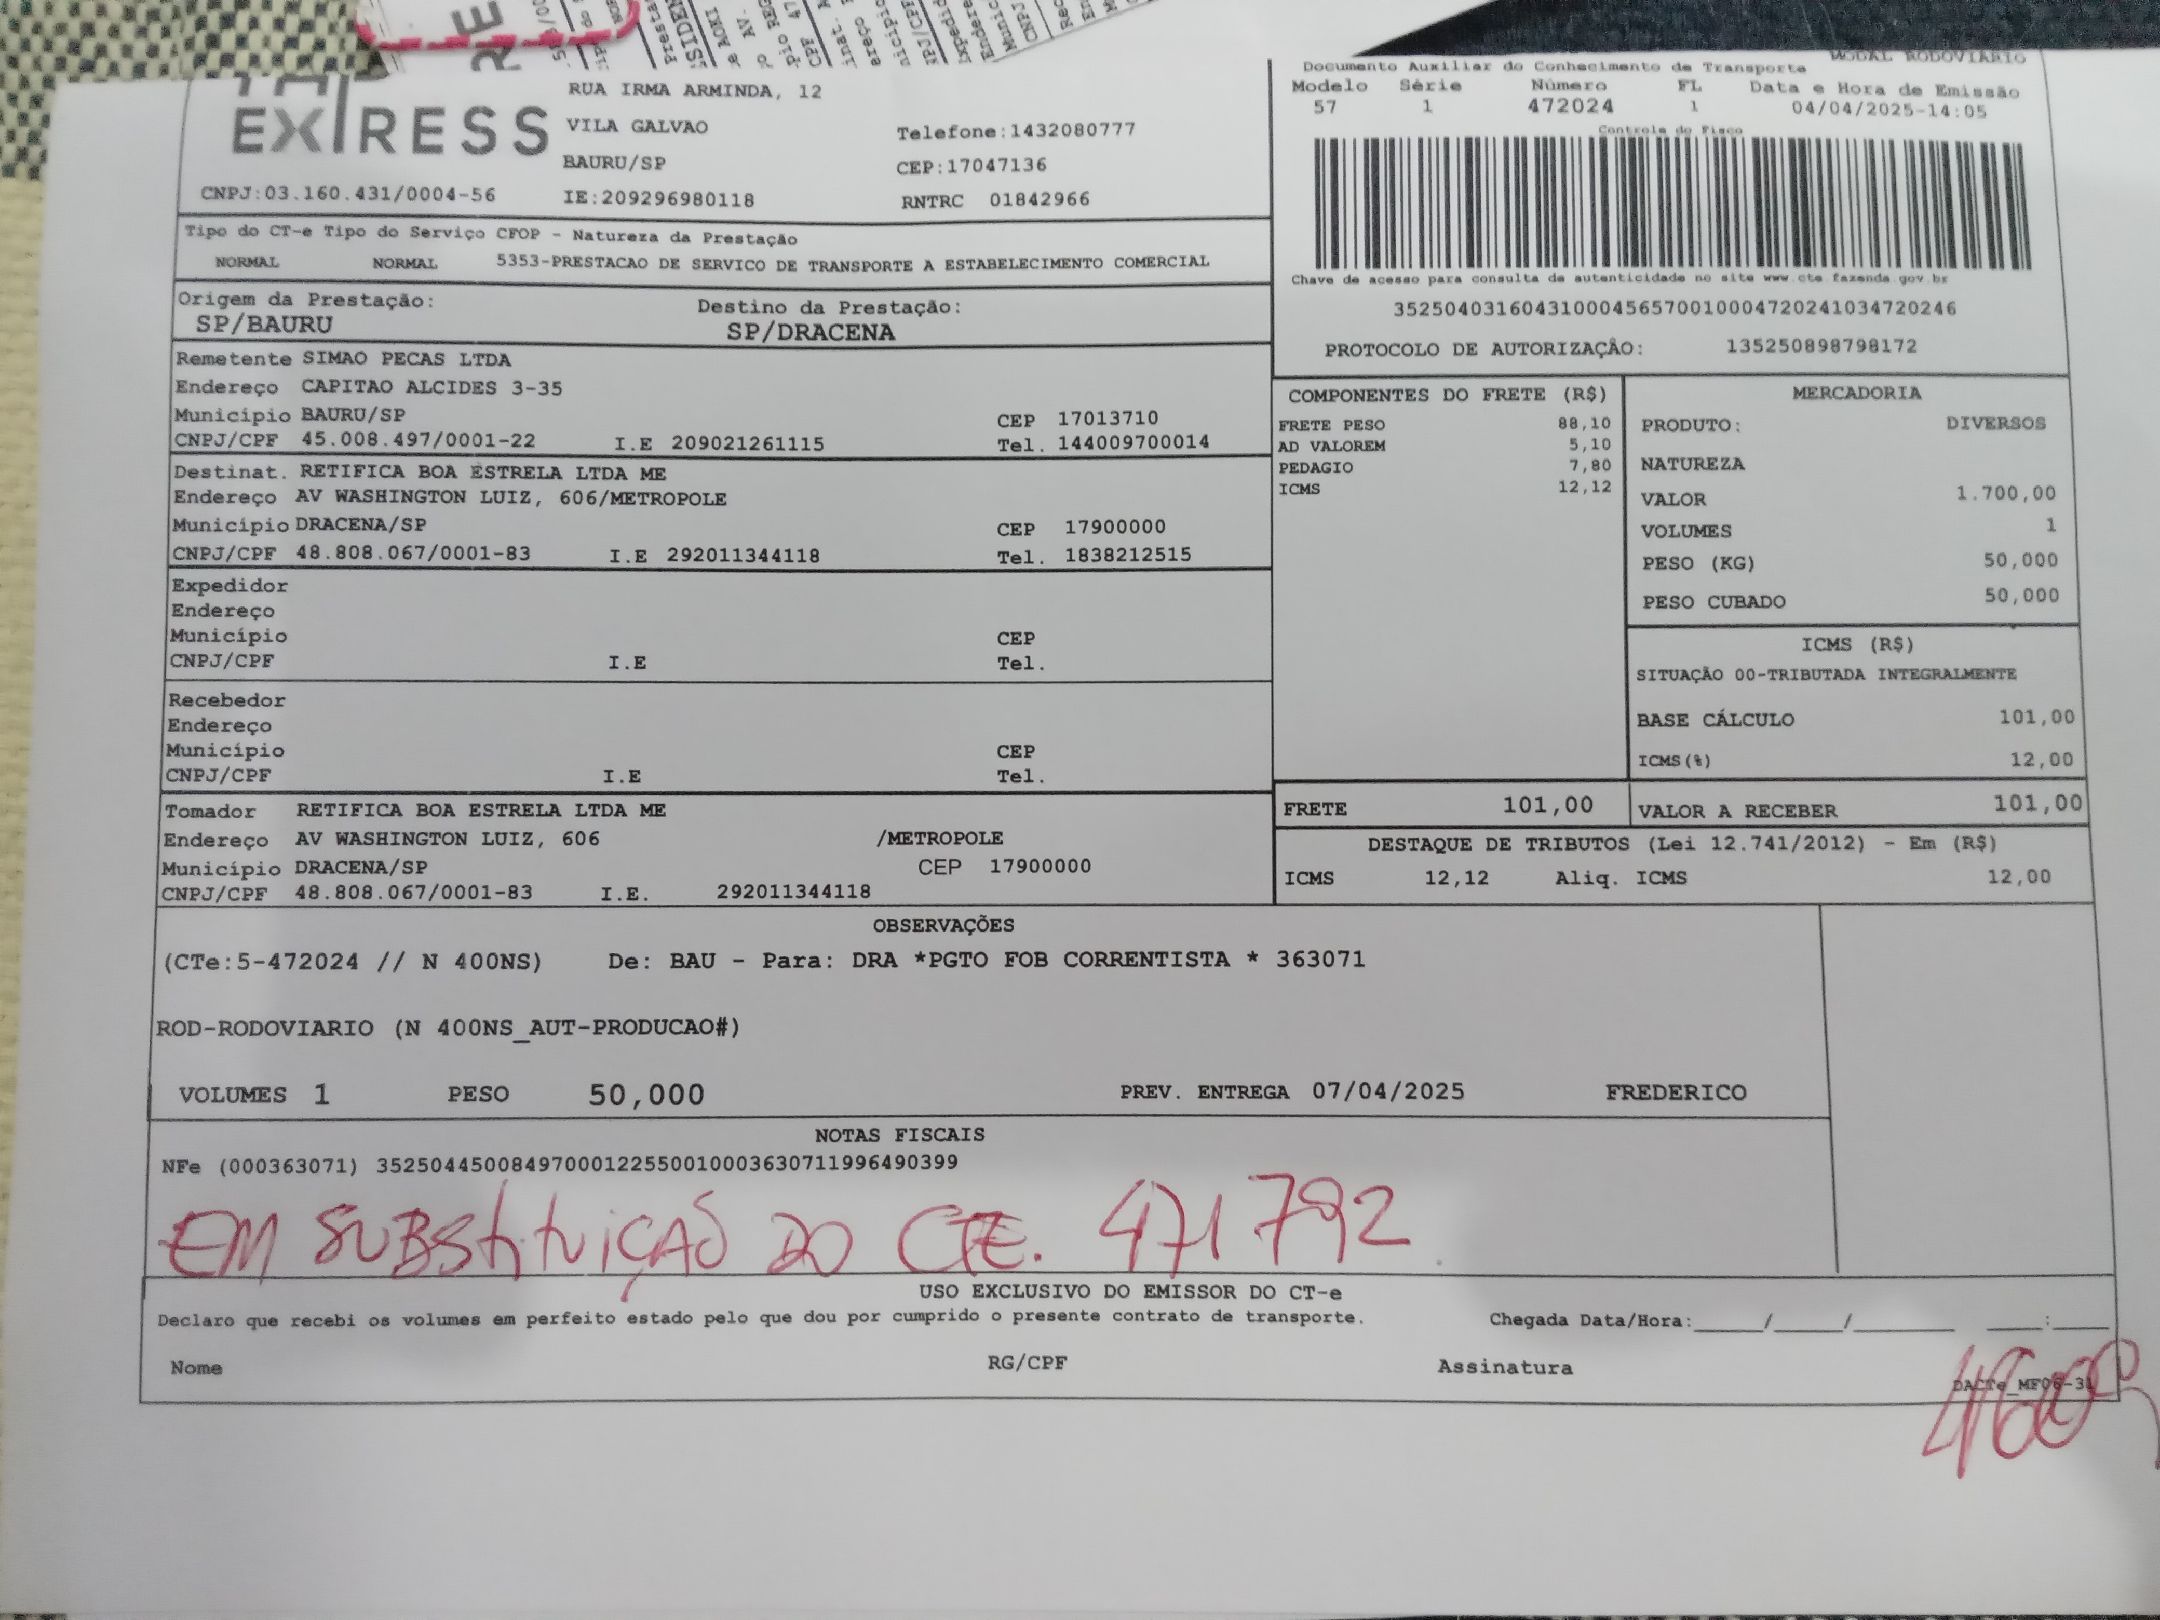 EXPRESS
RUA IRMA ARMINDA, 12
VILA GALVAO Telefone:1432080777
BAURU/SP CEP:17047136
CNPJ:03.160.431/0004-56 IE:209296980118 RNTRC 01842966
MODAL RODOVIARIO
Documento Auxiliar do Conhecimento de Transporte
Modelo Série Número FL Data e Hora de Emissão
57 1 472024 1 04/04/2025-14:05
Controle do Fisco
Chave de acesso para consulta de autenticidade no site www.cte.fazenda.gov.br
35250403160431000456570010004720241034720246
PROTOCOLO DE AUTORIZAÇÃO: 135250898798172
Tipo do CT-e Tipo do Serviço CFOP - Natureza da Prestação
NORMAL NORMAL 5353-PRESTACAO DE SERVICO DE TRANSPORTE A ESTABELECIMENTO COMERCIAL
Origem da Prestação: Destino da Prestação:
SP/BAURU SP/DRACENA
Remetente SIMAO PECAS LTDA
Endereço CAPITAO ALCIDES 3-35
Município BAURU/SP CEP 17013710
CNPJ/CPF 45.008.497/0001-22 I.E 209021261115 Tel. 144009700014
Destinat. RETIFICA BOA ESTRELA LTDA ME
Endereço AV WASHINGTON LUIZ, 606/METROPOLE
Município DRACENA/SP CEP 17900000
CNPJ/CPF 48.808.067/0001-83 I.E 292011344118 Tel. 1838212515
Expedidor
Endereço
Município CEP
CNPJ/CPF I.E Tel.
Recebedor
Endereço
Município CEP
CNPJ/CPF I.E Tel.
Tomador RETIFICA BOA ESTRELA LTDA ME
Endereço AV WASHINGTON LUIZ, 606 /METROPOLE
Município DRACENA/SP CEP 17900000
CNPJ/CPF 48.808.067/0001-83 I.E. 292011344118
COMPONENTES DO FRETE (R$)
FRETE PESO 88,10
AD VALOREM 5,10
PEDAGIO 7,80
ICMS 12,12
MERCADORIA
PRODUTO: DIVERSOS
NATUREZA
VALOR 1.700,00
VOLUMES 1
PESO (KG) 50,000
PESO CUBADO 50,000
ICMS (R$)
SITUAÇÃO 00-TRIBUTADA INTEGRALMENTE
BASE CÁLCULO 101,00
ICMS(%) 12,00
FRETE 101,00 VALOR A RECEBER 101,00
DESTAQUE DE TRIBUTOS (Lei 12.741/2012) - Em (R$)
ICMS 12,12 Aliq. ICMS 12,00
OBSERVAÇÕES
(CTe:5-472024 // N 400NS) De: BAU - Para: DRA *PGTO FOB CORRENTISTA * 363071
ROD-RODOVIARIO (N 400NS_AUT-PRODUCAO#)
VOLUMES 1 PESO 50,000 PREV. ENTREGA 07/04/2025 FREDERICO
NOTAS FISCAIS
NFe (000363071) 35250445008497000122550010003630711996490399
EM SUBSTITUIÇÃO DO CTE. 471792
USO EXCLUSIVO DO EMISSOR DO CT-e
Declaro que recebi os volumes em perfeito estado pelo que dou por cumprido o presente contrato de transporte. Chegada Data/Hora:_____/_____/________ ____:____
Nome RG/CPF Assinatura